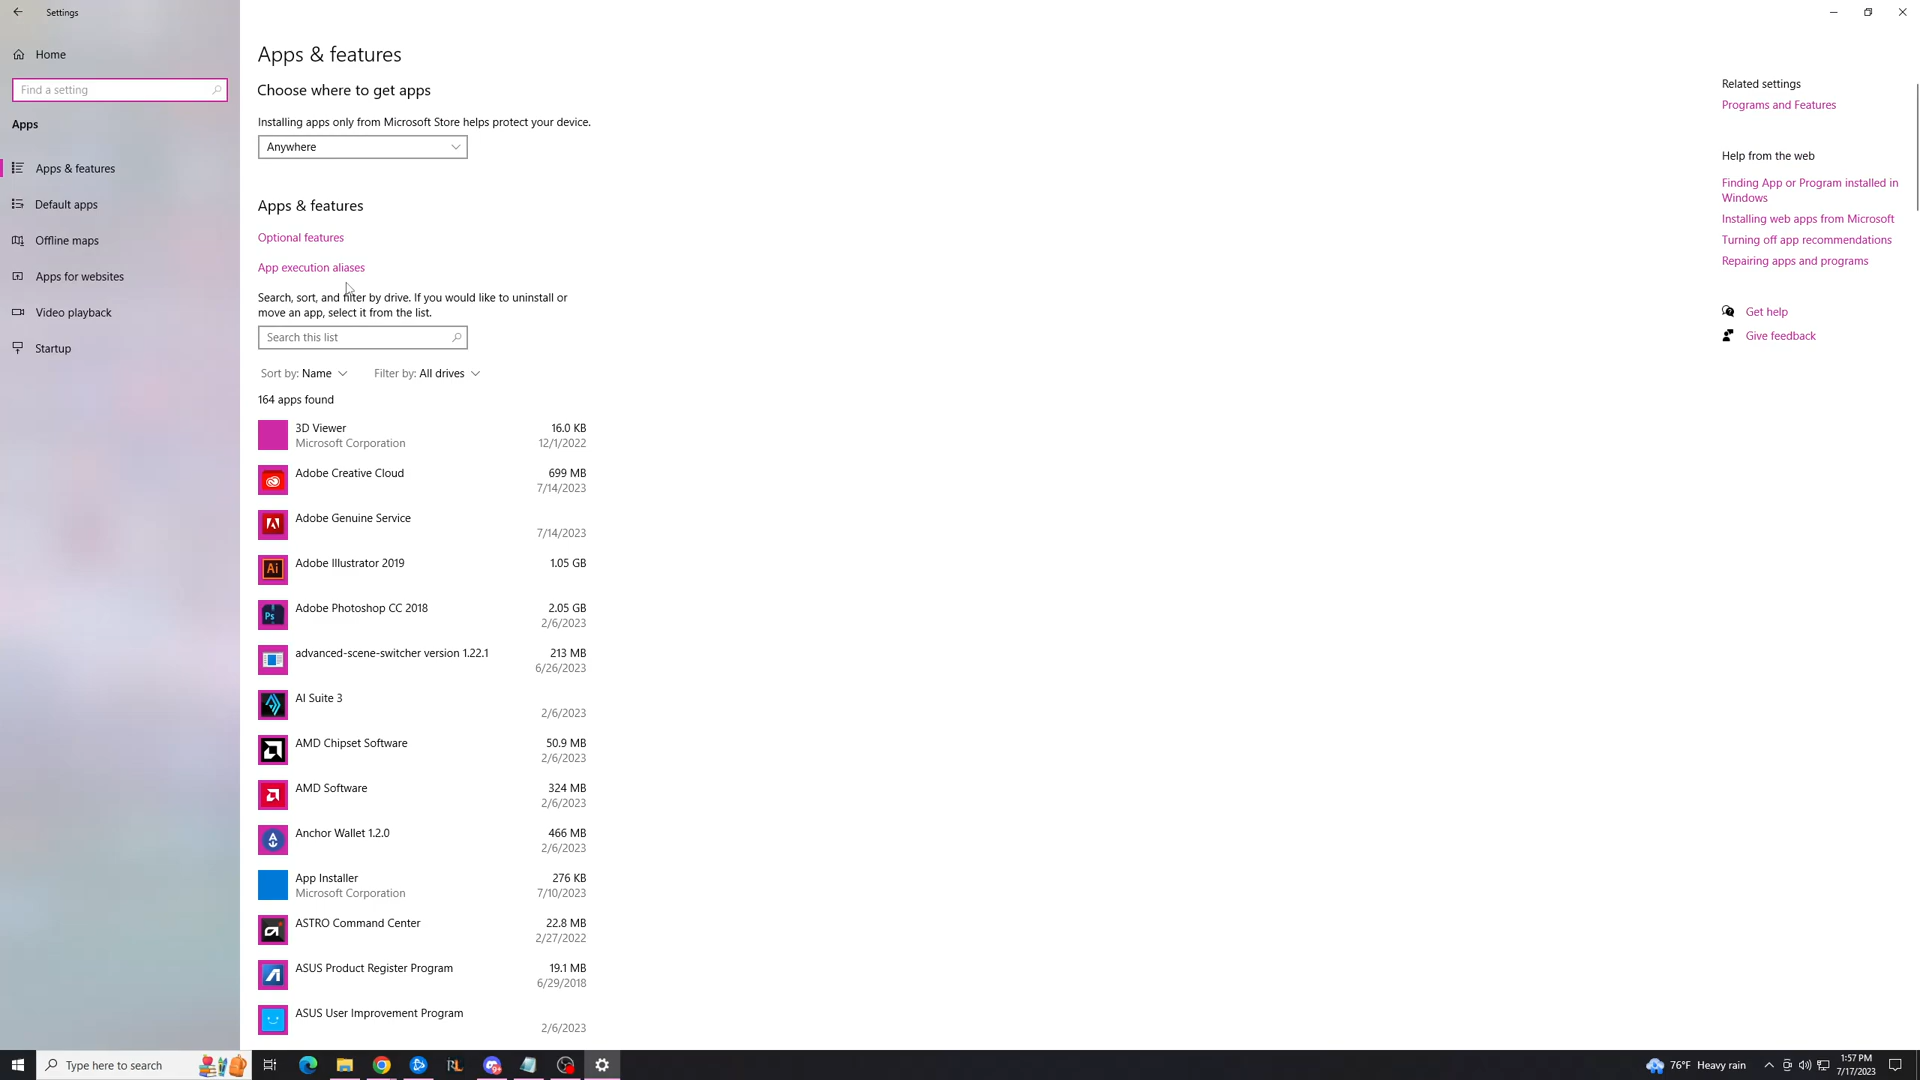 Settings
Home
Find a setting
Apps
Apps & features
Default apps
Offline maps
Apps for websites
Video playback
Startup
Apps & features
Choose where to get apps
Installing apps only from Microsoft Store helps protect your device.
Anywhere
Apps & features
Optional features
App execution aliases
Search, sort, and filter by drive. If you would like to uninstall or
move an app, select it from the list.
Search this list
Sort by: Name
Filter by: All drives
164 apps found
3D Viewer
16.0 KB
Microsoft Corporation
12/1/2022
Adobe Creative Cloud
699 MB
7/14/2023
Adobe Genuine Service
7/14/2023
Ai
Adobe Illustrator 2019
1.05 GB
Ps
Adobe Photoshop CC 2018
2.05 GB
2/6/2023
advanced-scene-switcher version 1.22.1
213 MB
6/26/2023
AI Suite 3
2/6/2023
AMD Chipset Software
50.9 MB
2/6/2023
AMD Software
324 MB
2/6/2023
Anchor Wallet 1.2.0
466 MB
2/6/2023
App Installer
276 KB
Microsoft Corporation
7/10/2023
ASTRO Command Center
22.8 MB
2/27/2022
ASUS Product Register Program
19.1 MB
6/29/2018
ASUS User Improvement Program
2/6/2023
Related settings
Programs and Features
Help from the web
Finding App or Program installed in
Windows
Installing web apps from Microsoft
Turning off app recommendations
Repairing apps and programs
Get help
Give feedback
Type here to search
76°F Heavy rain
1:57 PM
7/17/2023